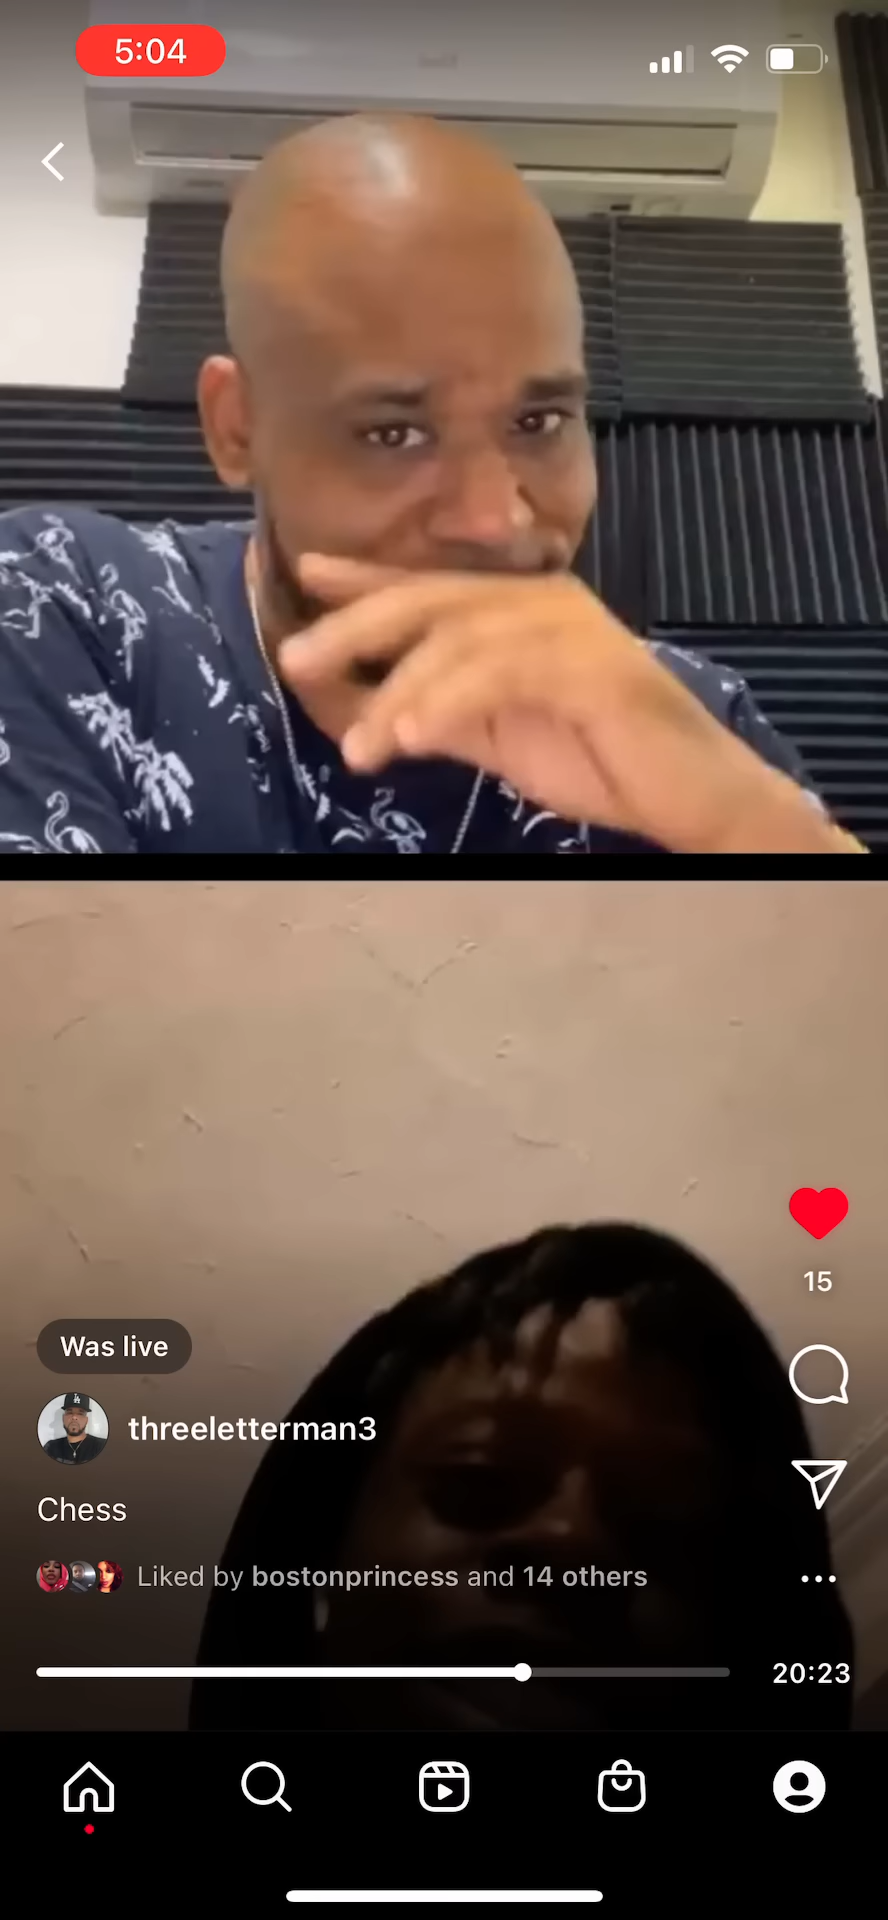 5:04
15
Was live
threeletterman3
Chess
Liked by bostonprincess and 14 others
20:23